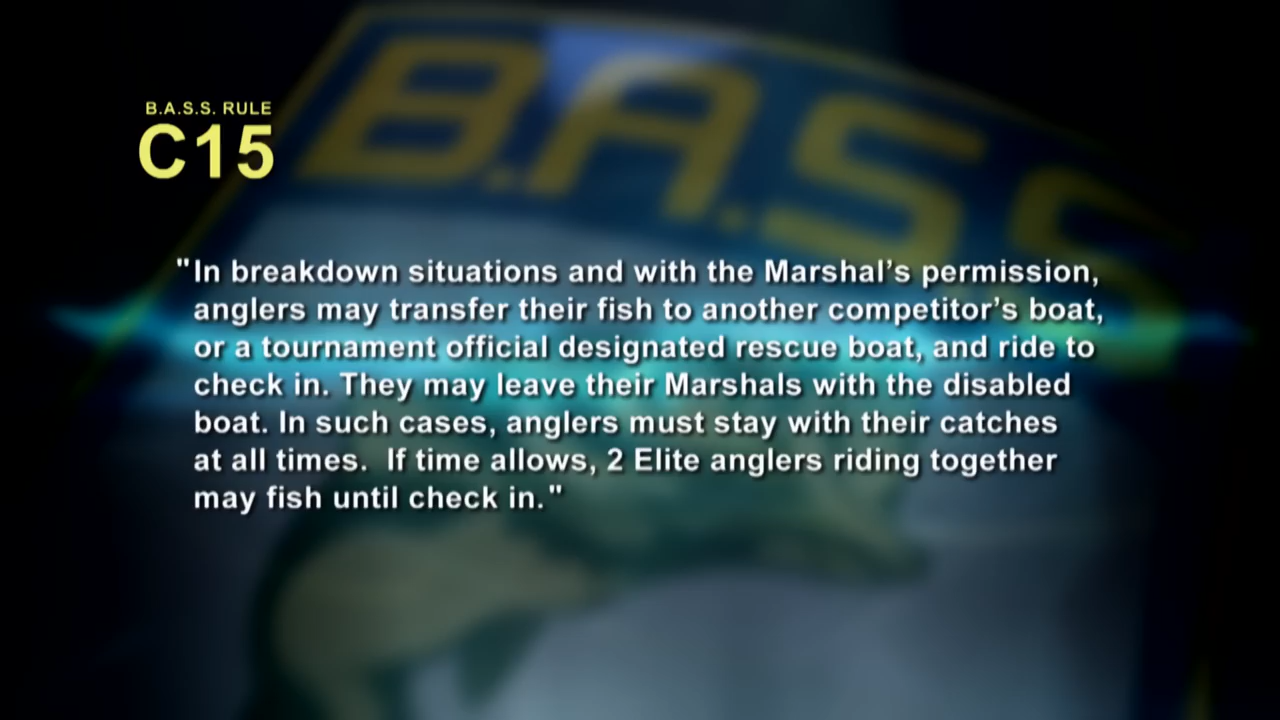 B.A.S.S.
B.A.S.S. RULE
C15
"In breakdown situations and with the Marshal’s permission,
anglers may transfer their fish to another competitor’s boat,
or a tournament official designated rescue boat, and ride to
check in. They may leave their Marshals with the disabled
boat. In such cases, anglers must stay with their catches
at all times.  If time allows, 2 Elite anglers riding together
may fish until check in."